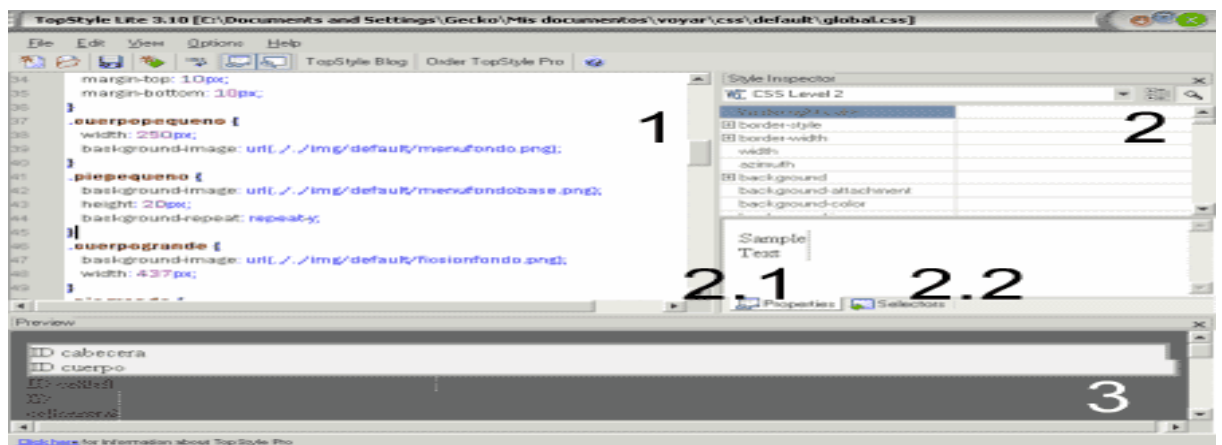 TopStyle Lite 3.10 [C:\Documents and Settings\Gecko\Mis documentos\voyar\css\default\global.css]
File Edit View Options Help
TopStyle Blog Order TopStyle Pro
34 margin-top: 10px;
35 margin-bottom: 10px;
36 }
37 .cuerpopequeno {
38 width: 250px;
39 background-image: url(../../img/default/menufondo.png);
40 }
41 .piepequeno {
42 background-image: url(../../img/default/menufondobase.png);
43 height: 20px;
44 background-repeat: repeat-y;
45 }
46 .cuerpogrande {
47 background-image: url(../../img/default/fiosionfondo.png);
48 width: 437px;
49 }
1
Style Inspector
CSS Level 2
border-style
border-width
width
azimuth
background
background-attachment
background-color
2
Sample
Text
2.1 2.2
Properties Selectors
Preview
ID cabecera
ID cuerpo
ID
3
Click here for information about TopStyle Pro